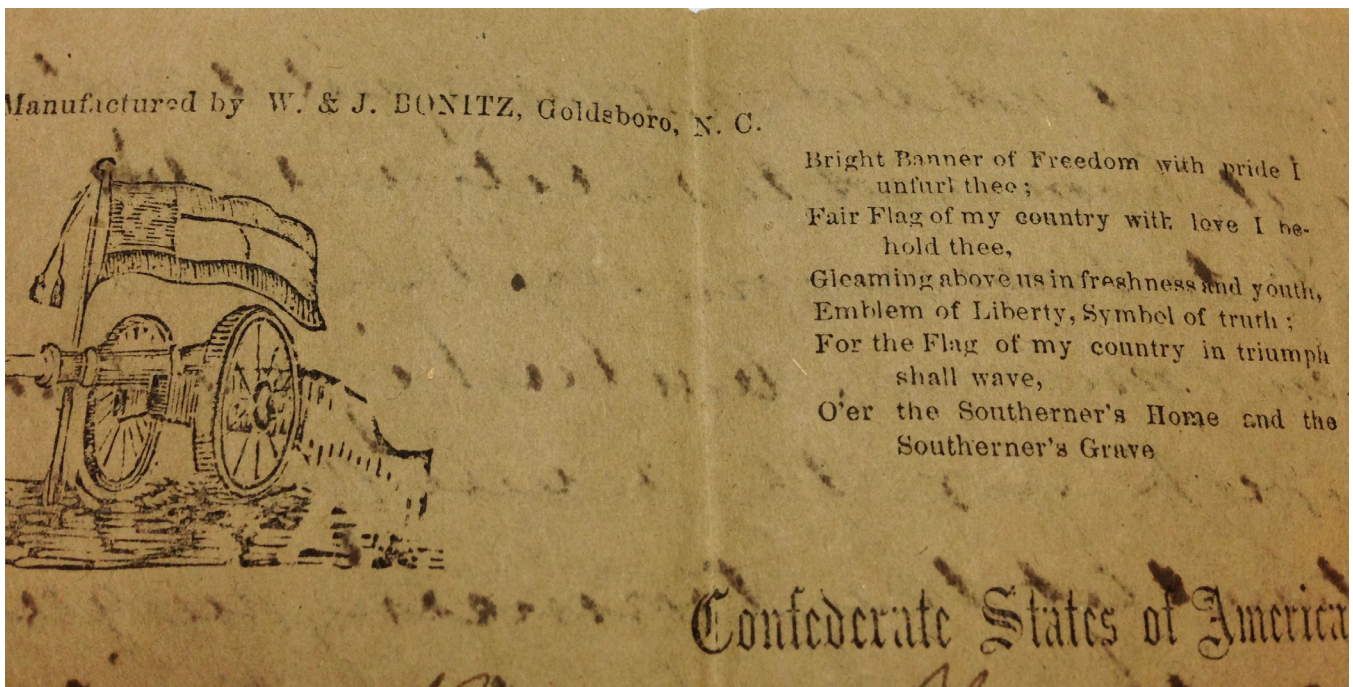 Manufactured by W. & J. BONITZ, Goldsboro, N. C.
Bright Banner of Freedom with pride I
unfurl thee;
Fair Flag of my country with love I be-
hold thee,
Gleaming above us in freshness and youth,
Emblem of Liberty, Symbol of truth;
For the Flag of my country in triumph
shall wave,
O'er the Southerner's Home and the
Southerner's Grave
Confederate States of America